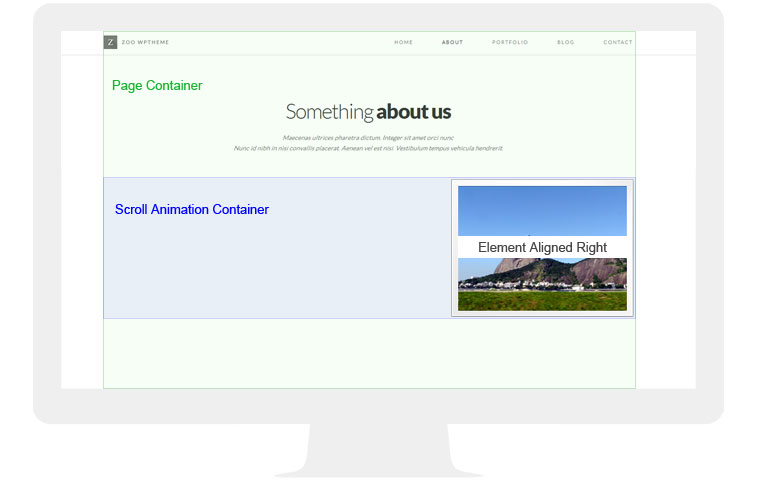 Z ZOO WPTHEME HOME ABOUT PORTFOLIO BLOG CONTACT
Page Container
Something about us
Maecenas ultrices pharetra dictum. Integer sit amet orci nunc
Nunc id nibh in nisi convallis placerat. Aenean vel est nisi. Vestibulum tempus vehicula hendrerit.
Scroll Animation Container
Element Aligned Right